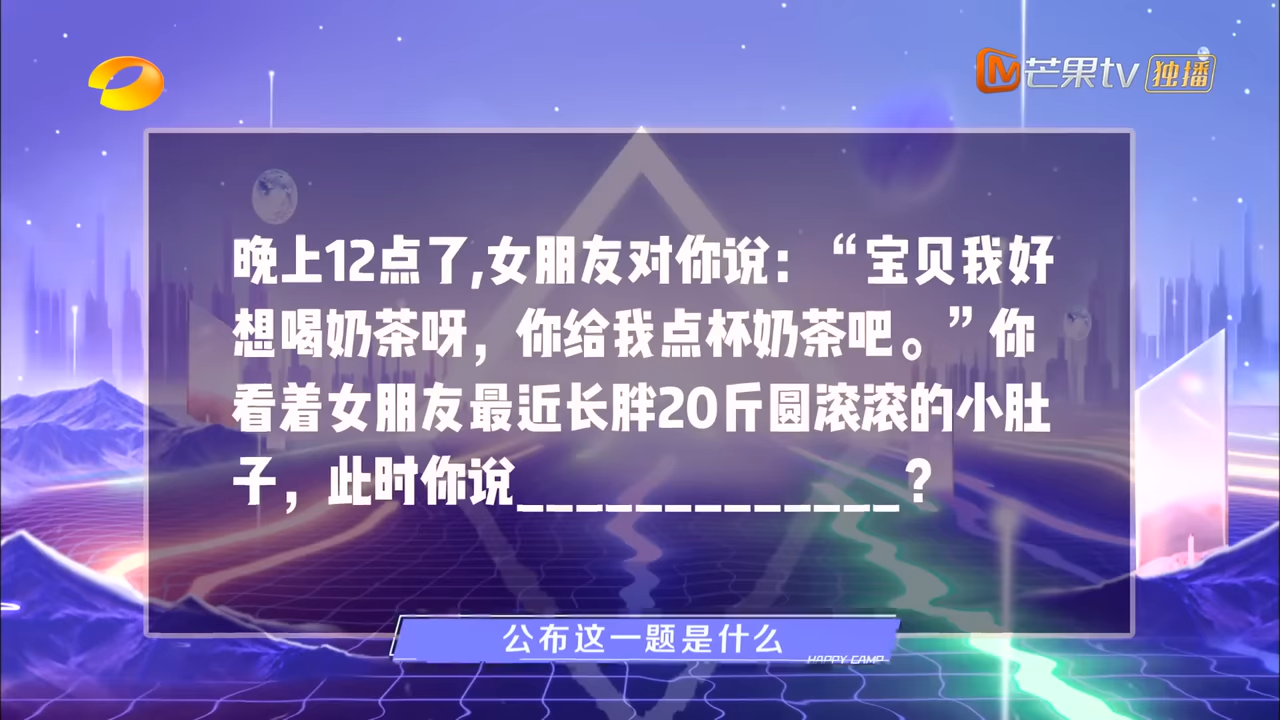 芒果tv 独播
晚上12点了,女朋友对你说：“宝贝我好
想喝奶茶呀，你给我点杯奶茶吧。”你
看着女朋友最近长胖20斤圆滚滚的小肚
子，此时你说_____________？
公布这一题是什么
HAPPY CAMP